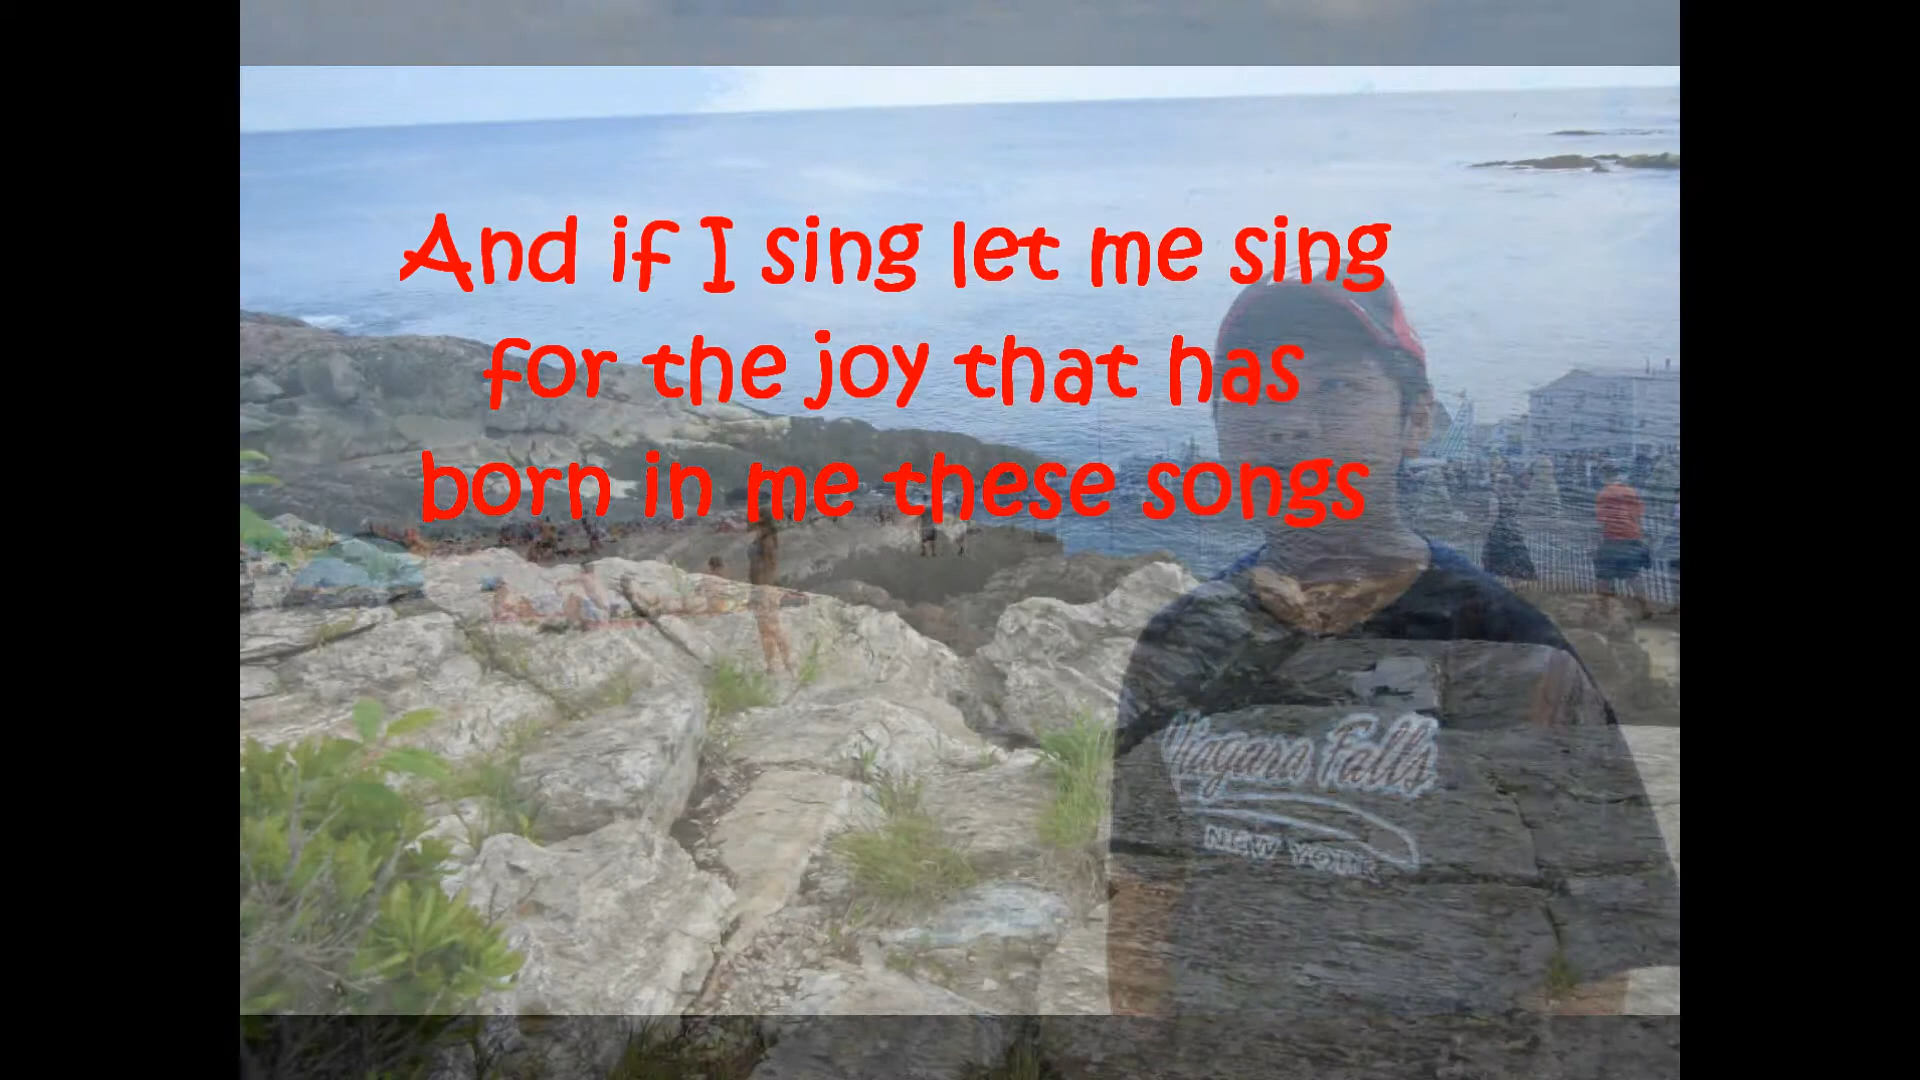 And if I sing let me sing
for the joy that has
born in me these songs
Niagara Falls
NEW YORK